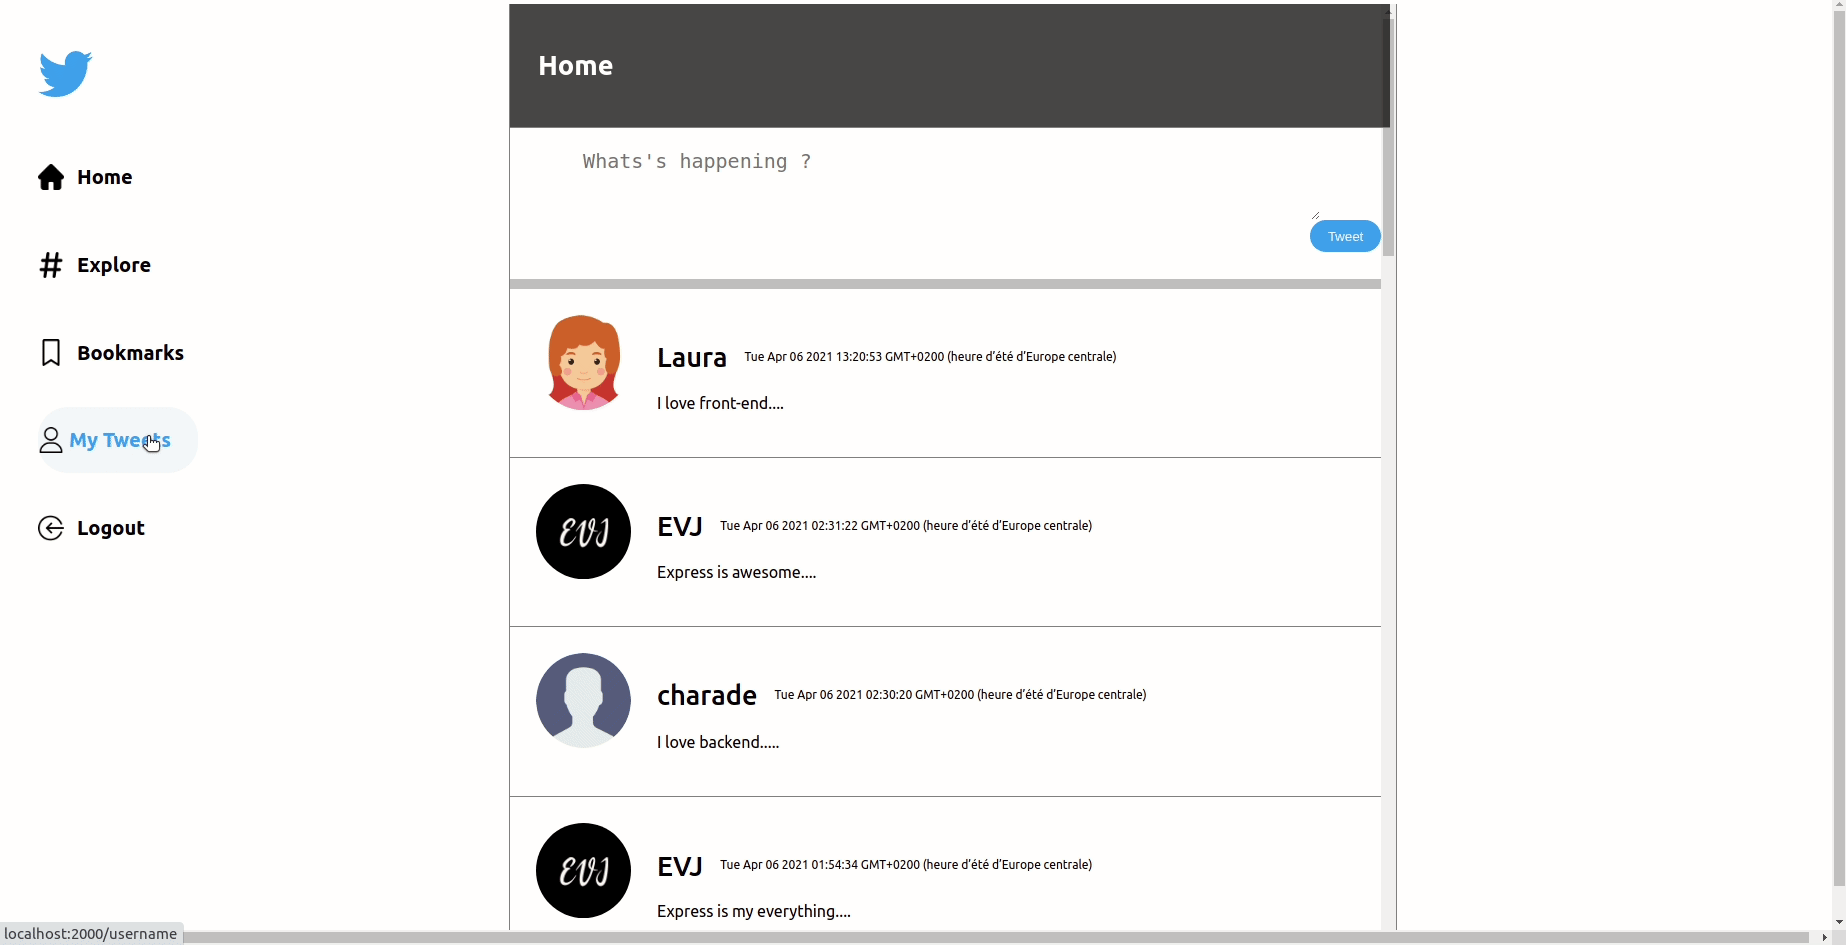 Home
Explore
Bookmarks
My Tweets
Logout
Home
Whats's happening ?
Tweet
Laura Tue Apr 06 2021 13:20:53 GMT+0200 (heure d’été d’Europe centrale)
I love front-end....
EVJ
EVJ Tue Apr 06 2021 02:31:22 GMT+0200 (heure d’été d’Europe centrale)
Express is awesome....
charade Tue Apr 06 2021 02:30:20 GMT+0200 (heure d’été d’Europe centrale)
I love backend.....
EVJ
EVJ Tue Apr 06 2021 01:54:34 GMT+0200 (heure d’été d’Europe centrale)
Express is my everything....
localhost:2000/username